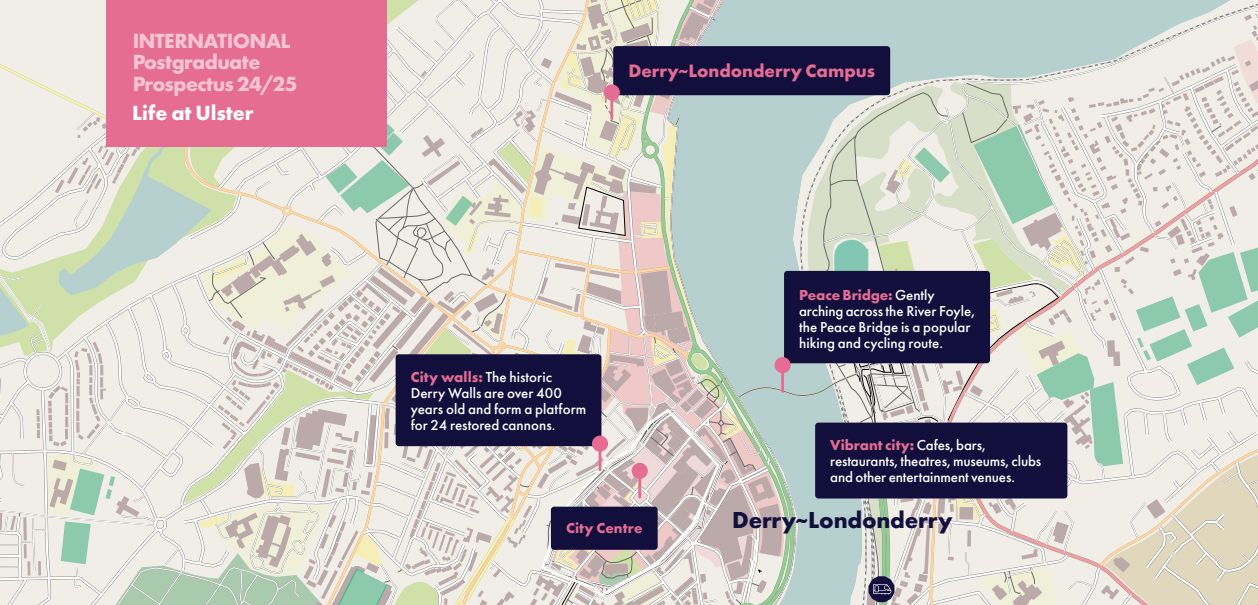 INTERNATIONAL
Postgraduate
Prospectus 24/25
Life at Ulster
Derry~Londonderry Campus
Peace Bridge: Gently
arching across the River Foyle,
the Peace Bridge is a popular
hiking and cycling route.
City walls: The historic
Derry Walls are over 400
years old and form a platform
for 24 restored cannons.
Vibrant city: Cafes, bars,
restaurants, theatres, museums, clubs
and other entertainment venues.
City Centre
Derry~Londonderry